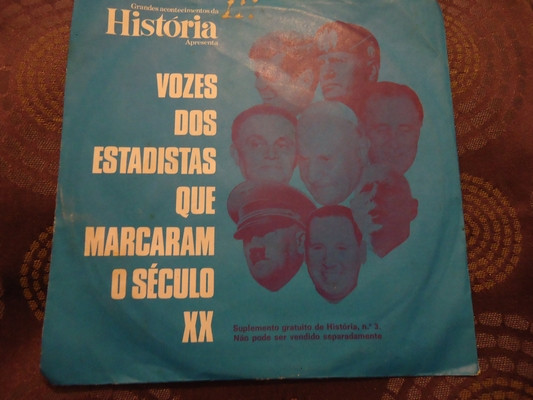 Grandes acontecimentos da
História
Apresenta
VOZES
DOS
ESTADISTAS
QUE
MARCARAM
O SÉCULO
XX
Suplemento gratuito de História, n.º 3.
Não pode ser vendido separadamente